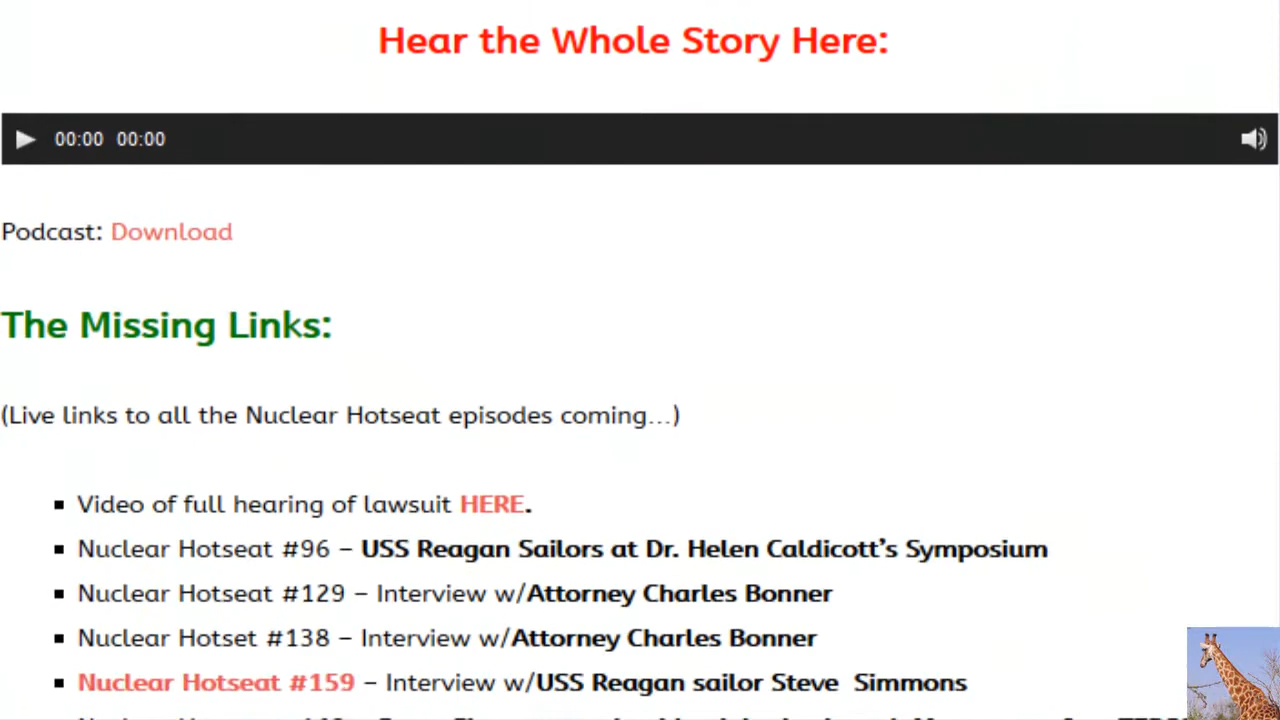 Hear the Whole Story Here:
00:00 00:00
Podcast: Download
The Missing Links:
(Live links to all the Nuclear Hotseat episodes coming…)
Video of full hearing of lawsuit HERE.
Nuclear Hotseat #96 – USS Reagan Sailors at Dr. Helen Caldicott’s Symposium
Nuclear Hotseat #129 – Interview w/Attorney Charles Bonner
Nuclear Hotset #138 – Interview w/Attorney Charles Bonner
Nuclear Hotseat #159 – Interview w/USS Reagan sailor Steve  Simmons